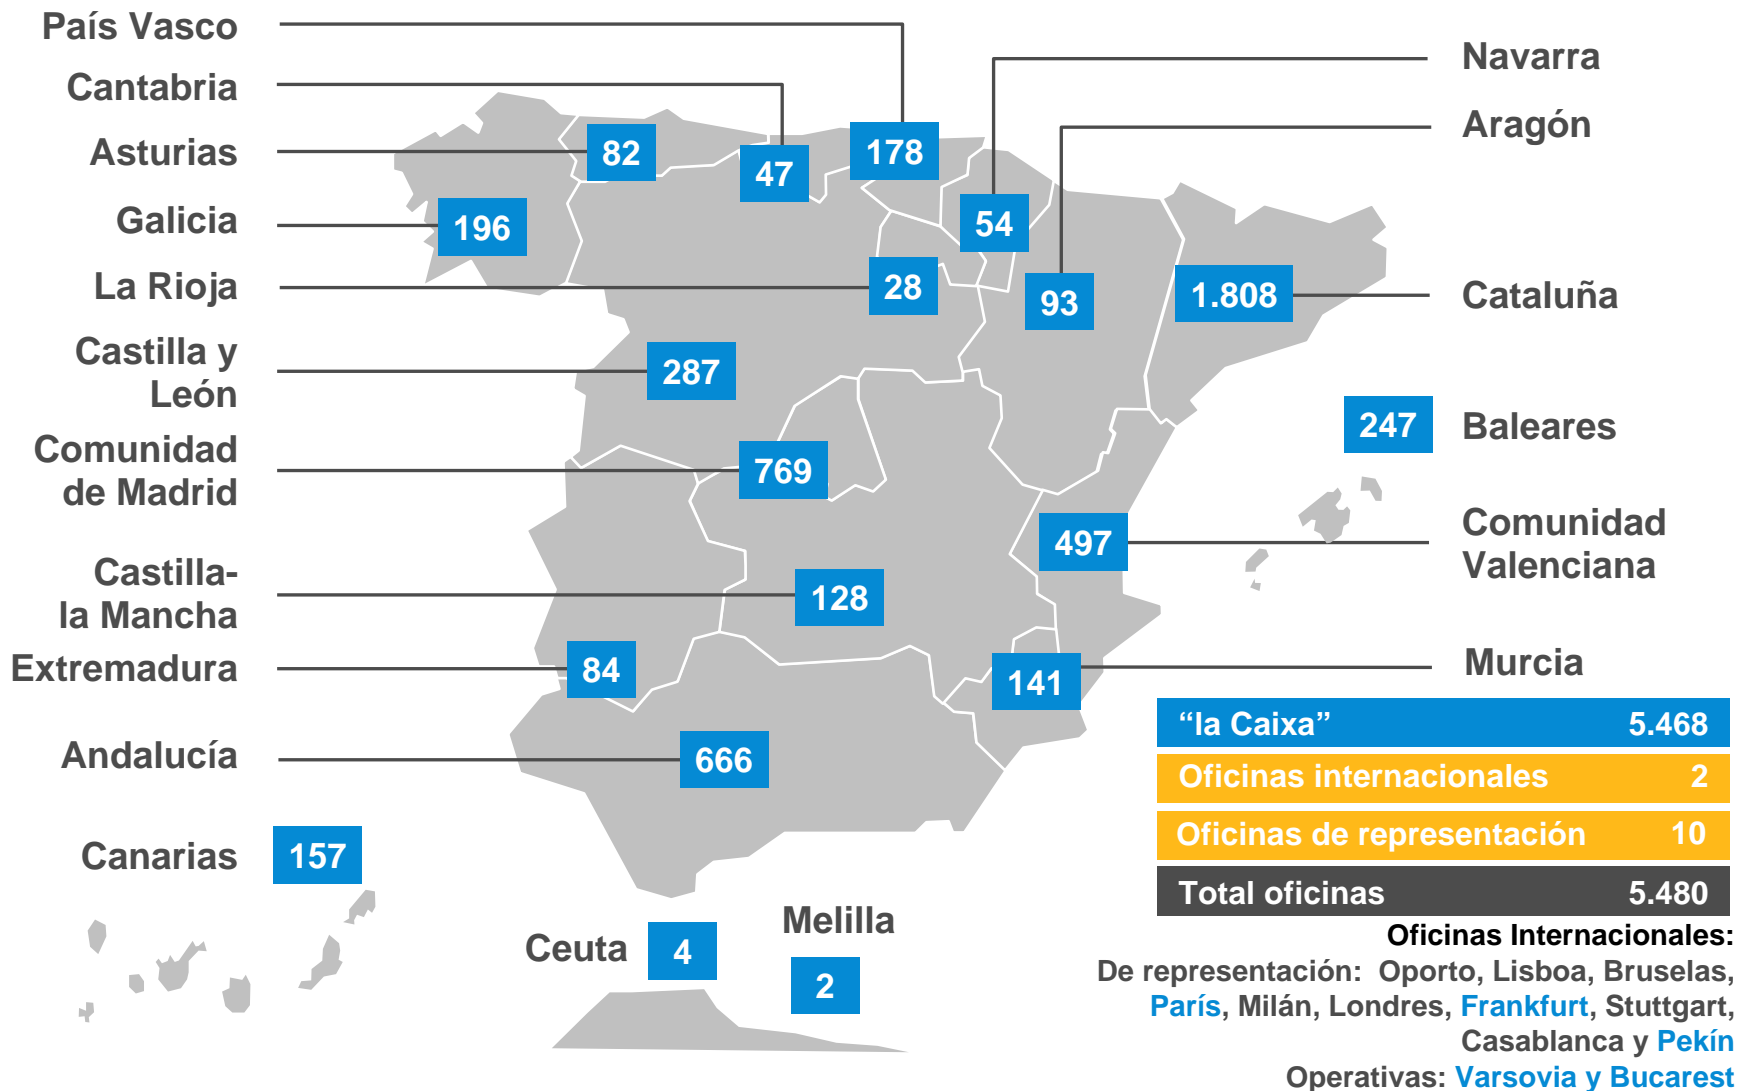 País Vasco
Cantabria
Asturias
Galicia
La Rioja
Castilla y
León
Comunidad
de Madrid
Castilla-
la Mancha
Extremadura
Andalucía
Canarias
157
82
47
178
196
28
287
769
128
84
666
54
93
1.808
247
497
141
Navarra
Aragón
Cataluña
Baleares
Comunidad
Valenciana
Murcia
Ceuta
4
Melilla
2
“la Caixa” 5.468
Oficinas internacionales 2
Oficinas de representación 10
Total oficinas 5.480
Oficinas Internacionales:
De representación: Oporto, Lisboa, Bruselas,
París, Milán, Londres, Frankfurt, Stuttgart,
Casablanca y Pekín
Operativas: Varsovia y Bucarest